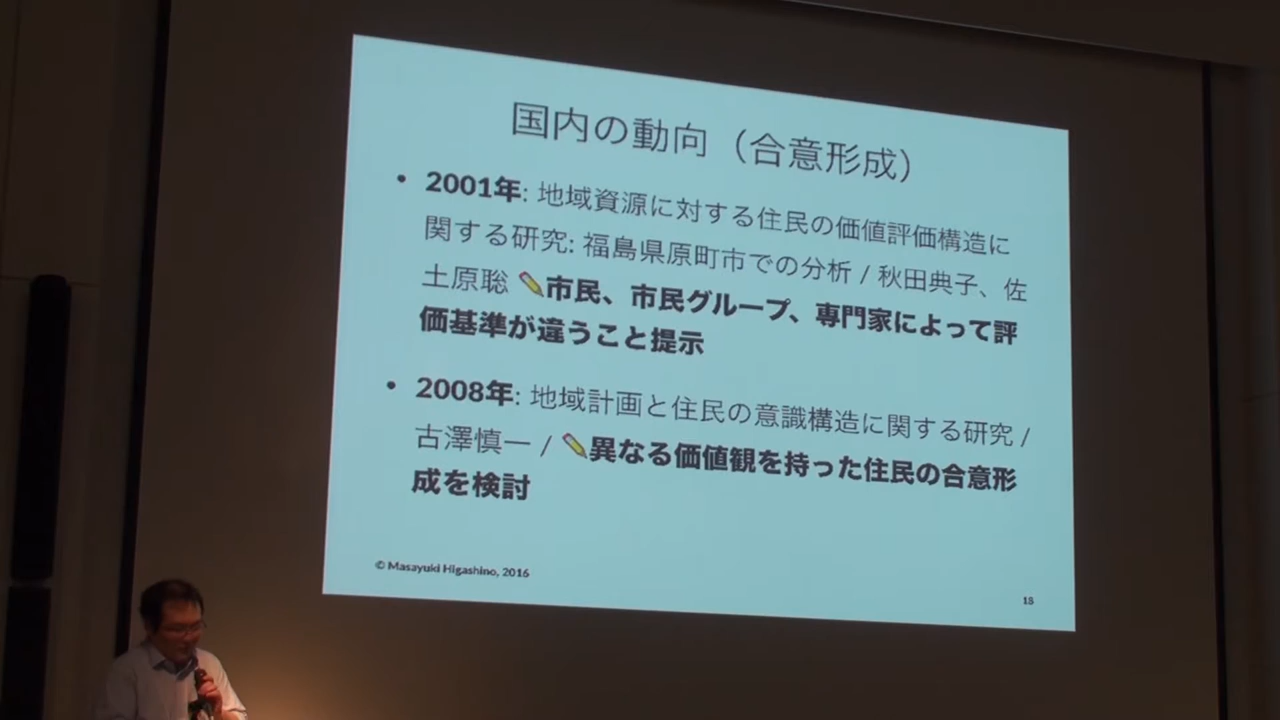 国内の動向（合意形成）
• 2001年: 地域資源に対する住民の価値評価構造に
関する研究: 福島県原町市での分析 / 秋田典子、佐
土原聡 ✏️市民、市民グループ、専門家によって評
価基準が違うこと提示
• 2008年: 地域計画と住民の意識構造に関する研究 /
古澤慎一 / ✏️異なる価値観を持った住民の合意形
成を検討
© Masayuki Higashino, 2016
18